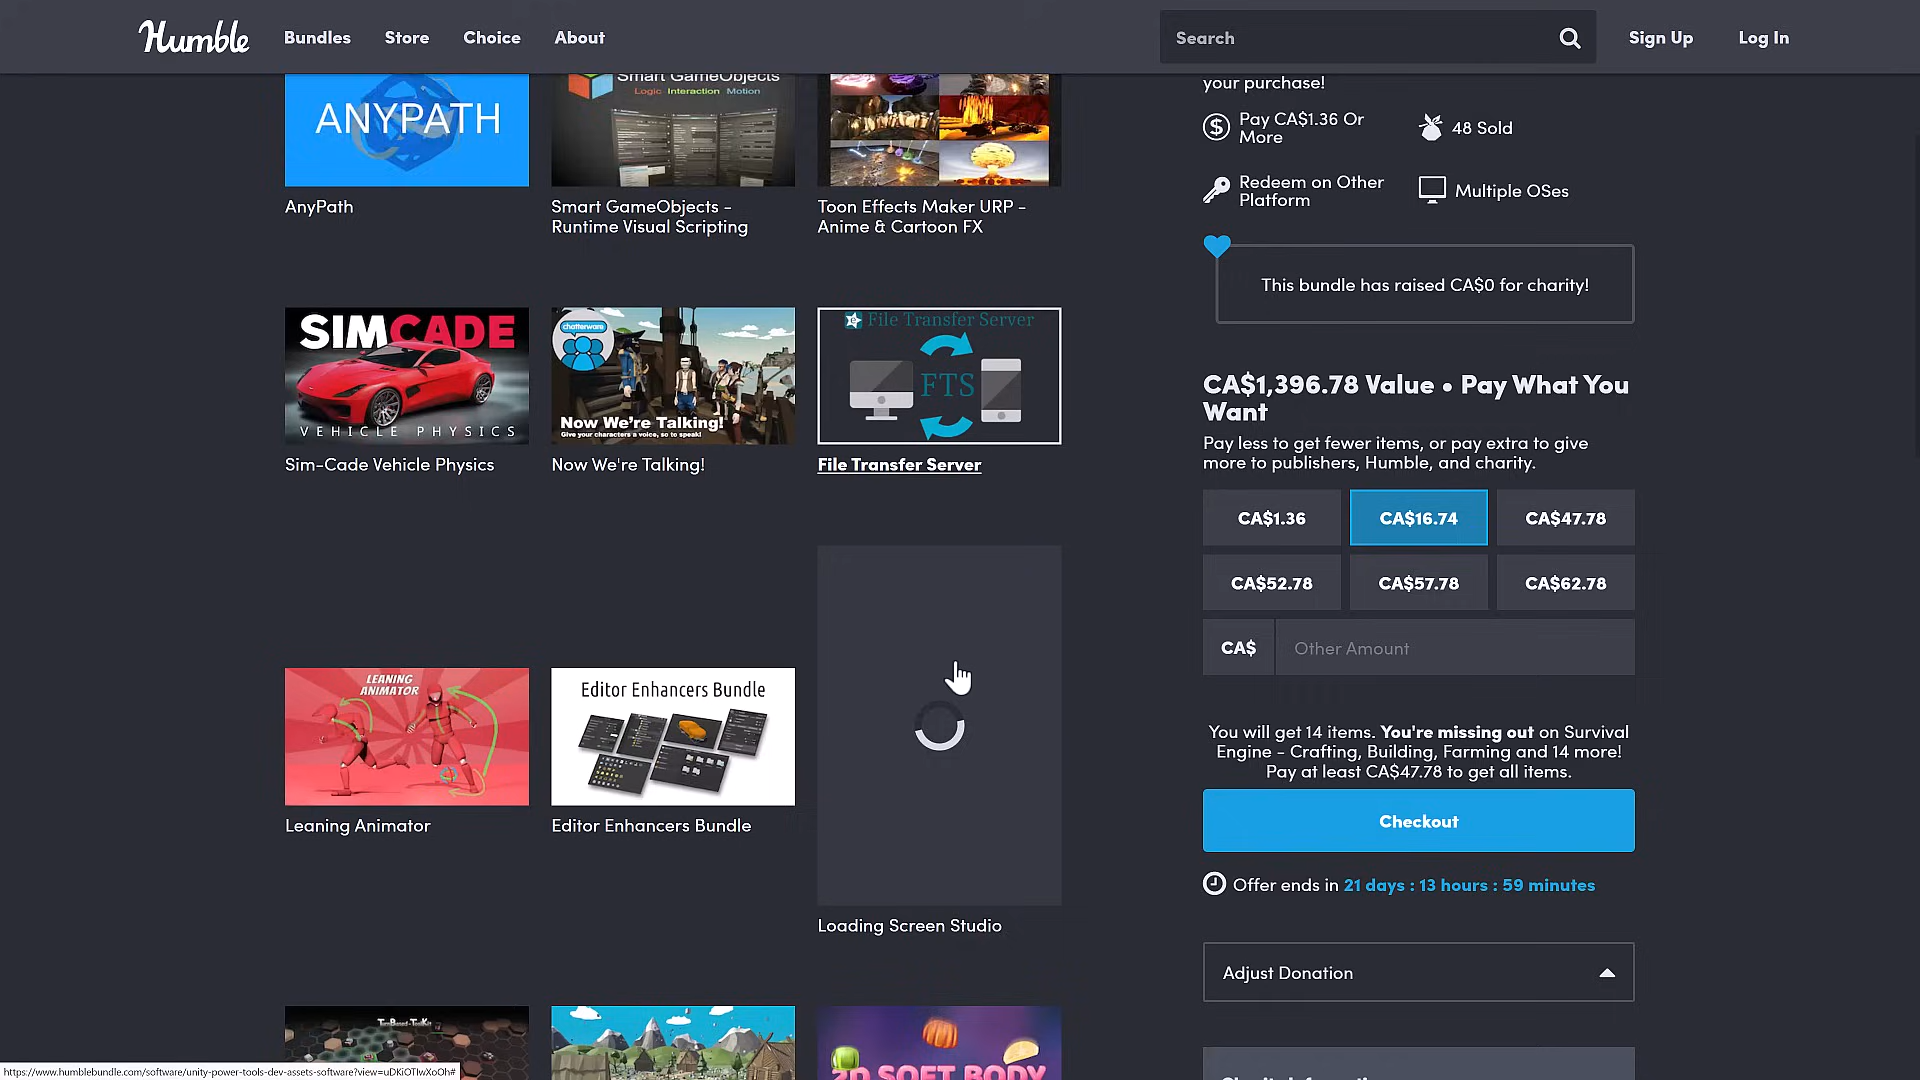 Humble
Bundles
Store
Choice
About
Search
Sign Up
Log In
ANYPATH
AnyPath
Smart GameObjects
Logic Interaction Motion
Smart GameObjects -
Runtime Visual Scripting
Toon Effects Maker URP -
Anime & Cartoon FX
SIMCADE
VEHICLE PHYSICS
Sim-Cade Vehicle Physics
chatterware
Now We're Talking!
Give your characters a voice, so to speak!
Now We're Talking!
File Transfer Server
FTS
File Transfer Server
LEANING
ANIMATOR
Leaning Animator
Editor Enhancers Bundle
Editor Enhancers Bundle
Loading Screen Studio
TurnBased-ToolKit
2D SOFT BODY
your purchase!
Pay CA$1.36 Or
More
48 Sold
Redeem on Other
Platform
Multiple OSes
This bundle has raised CA$0 for charity!
CA$1,396.78 Value • Pay What You
Want
Pay less to get fewer items, or pay extra to give
more to publishers, Humble, and charity.
CA$1.36
CA$16.74
CA$47.78
CA$52.78
CA$57.78
CA$62.78
CA$
Other Amount
You will get 14 items. You're missing out on Survival
Engine - Crafting, Building, Farming and 14 more!
Pay at least CA$47.78 to get all items.
Checkout
Offer ends in 21 days : 13 hours : 59 minutes
Adjust Donation
https://www.humblebundle.com/software/unity-power-tools-dev-assets-software?view=uDKiOTIwXoOh#